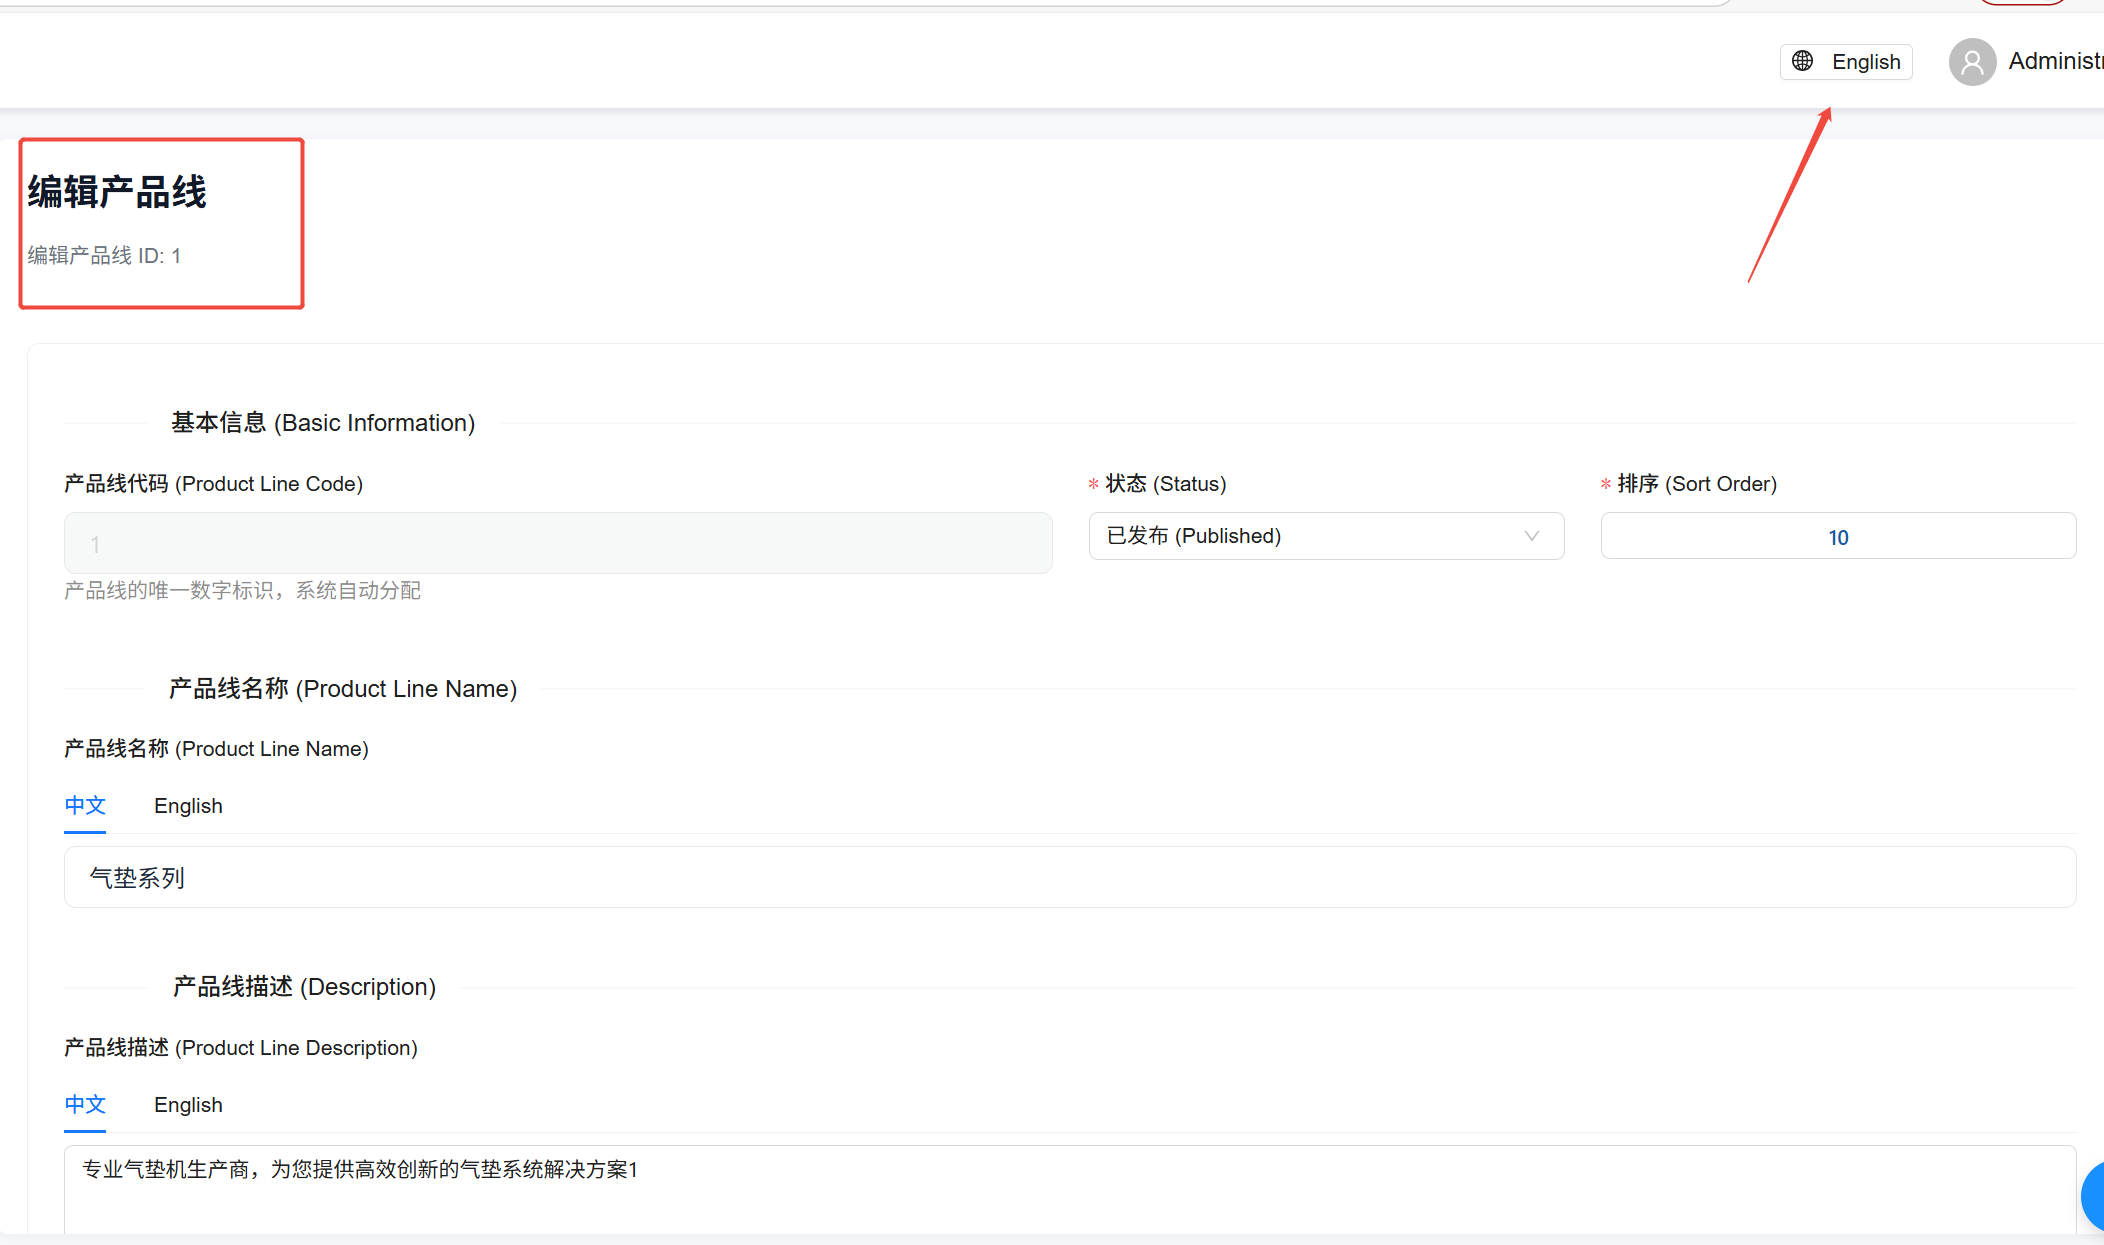 English
Administr
编辑产品线
编辑产品线 ID: 1
基本信息 (Basic Information)
产品线代码 (Product Line Code)
* 状态 (Status)
* 排序 (Sort Order)
1
已发布 (Published)
10
产品线的唯一数字标识，系统自动分配
产品线名称 (Product Line Name)
产品线名称 (Product Line Name)
中文 English
气垫系列
产品线描述 (Description)
产品线描述 (Product Line Description)
中文 English
专业气垫机生产商，为您提供高效创新的气垫系统解决方案1